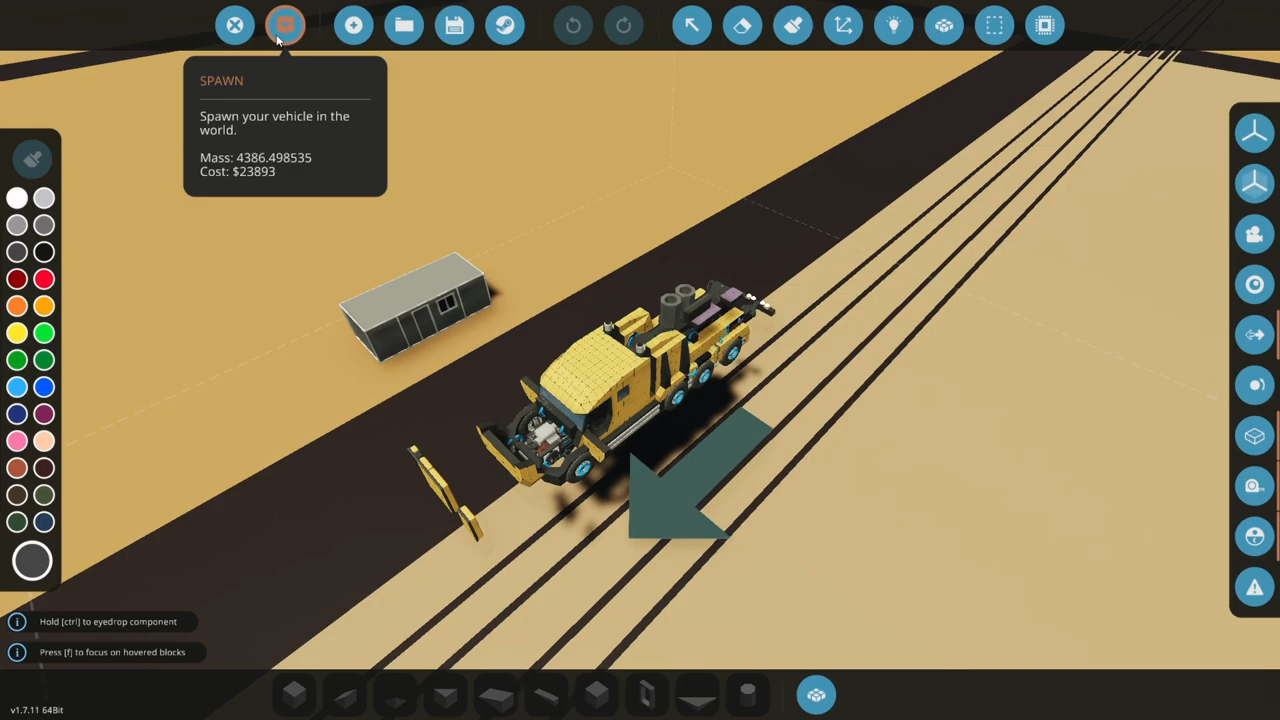 SPAWN
Spawn your vehicle in the
world.
Mass: 4386.498535
Cost: $23893
Hold [ctrl] to eyedrop component
Press [f] to focus on hovered blocks
v1.7.11 64Bit